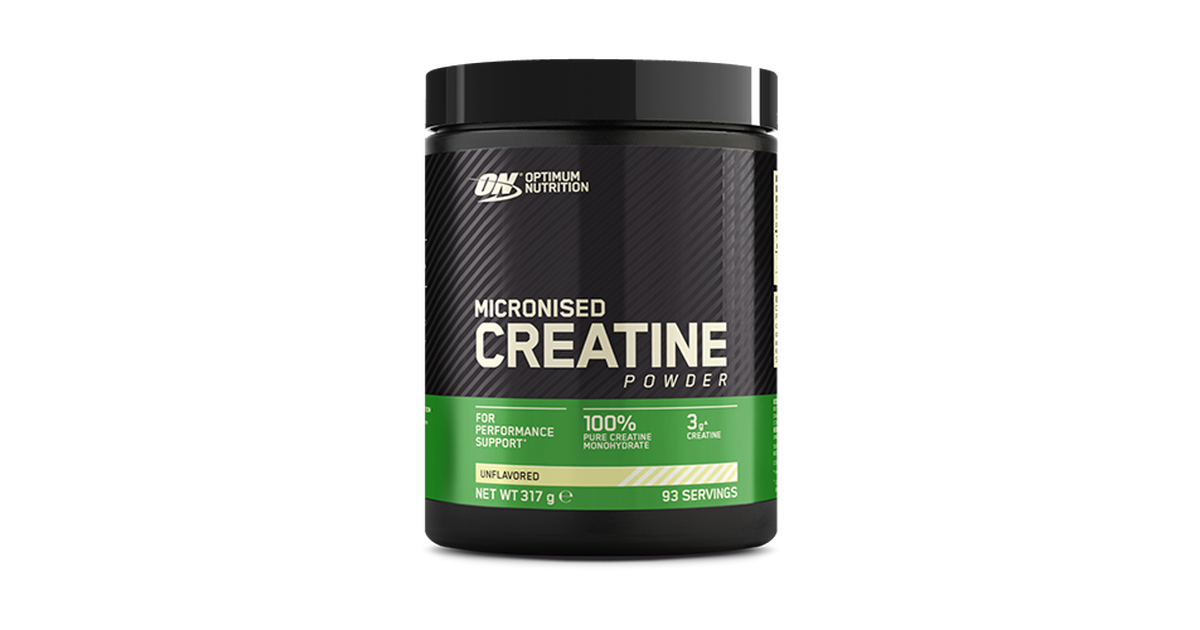 ON® OPTIMUM
NUTRITION
MICRONISED
CREATINE
POWDER
FOR
PERFORMANCE
SUPPORT*
100%
PURE CREATINE
MONOHYDRATE
3g^
CREATINE
UNFLAVORED
NET WT 317 g ℮
93 SERVINGS